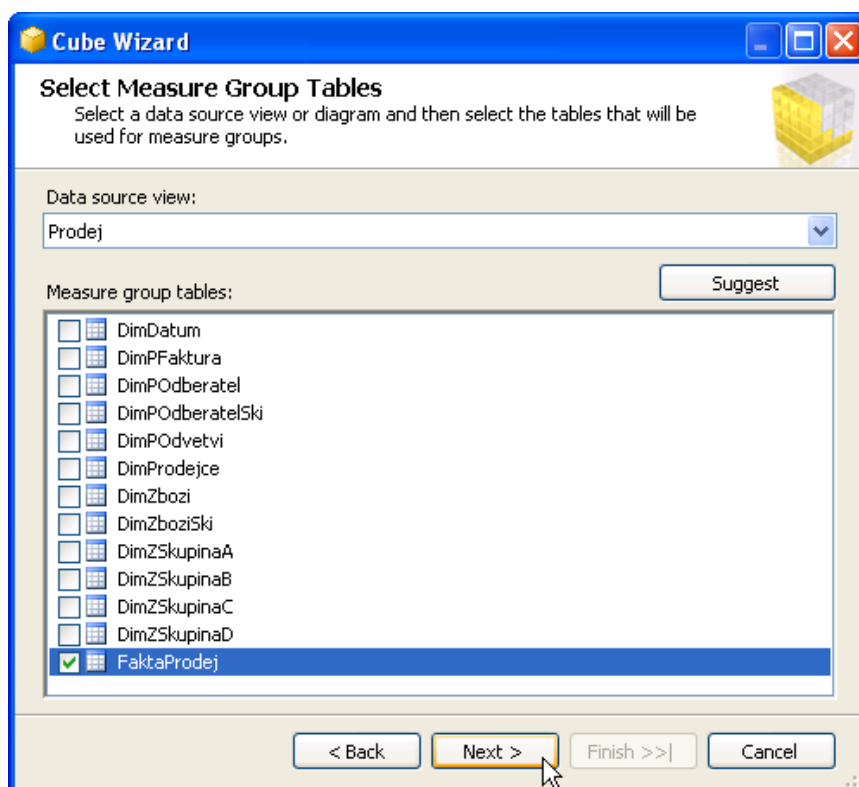 Cube Wizard
Select Measure Group Tables
Select a data source view or diagram and then select the tables that will be
used for measure groups.
Data source view:
Prodej
Suggest
Measure group tables:
DimDatum
DimPFaktura
DimPOdberatel
DimPOdberatelSki
DimPOdvetvi
DimProdejce
DimZbozi
DimZboziSki
DimZSkupinaA
DimZSkupinaB
DimZSkupinaC
DimZSkupinaD
FaktaProdej
< Back Next > Finish >>| Cancel